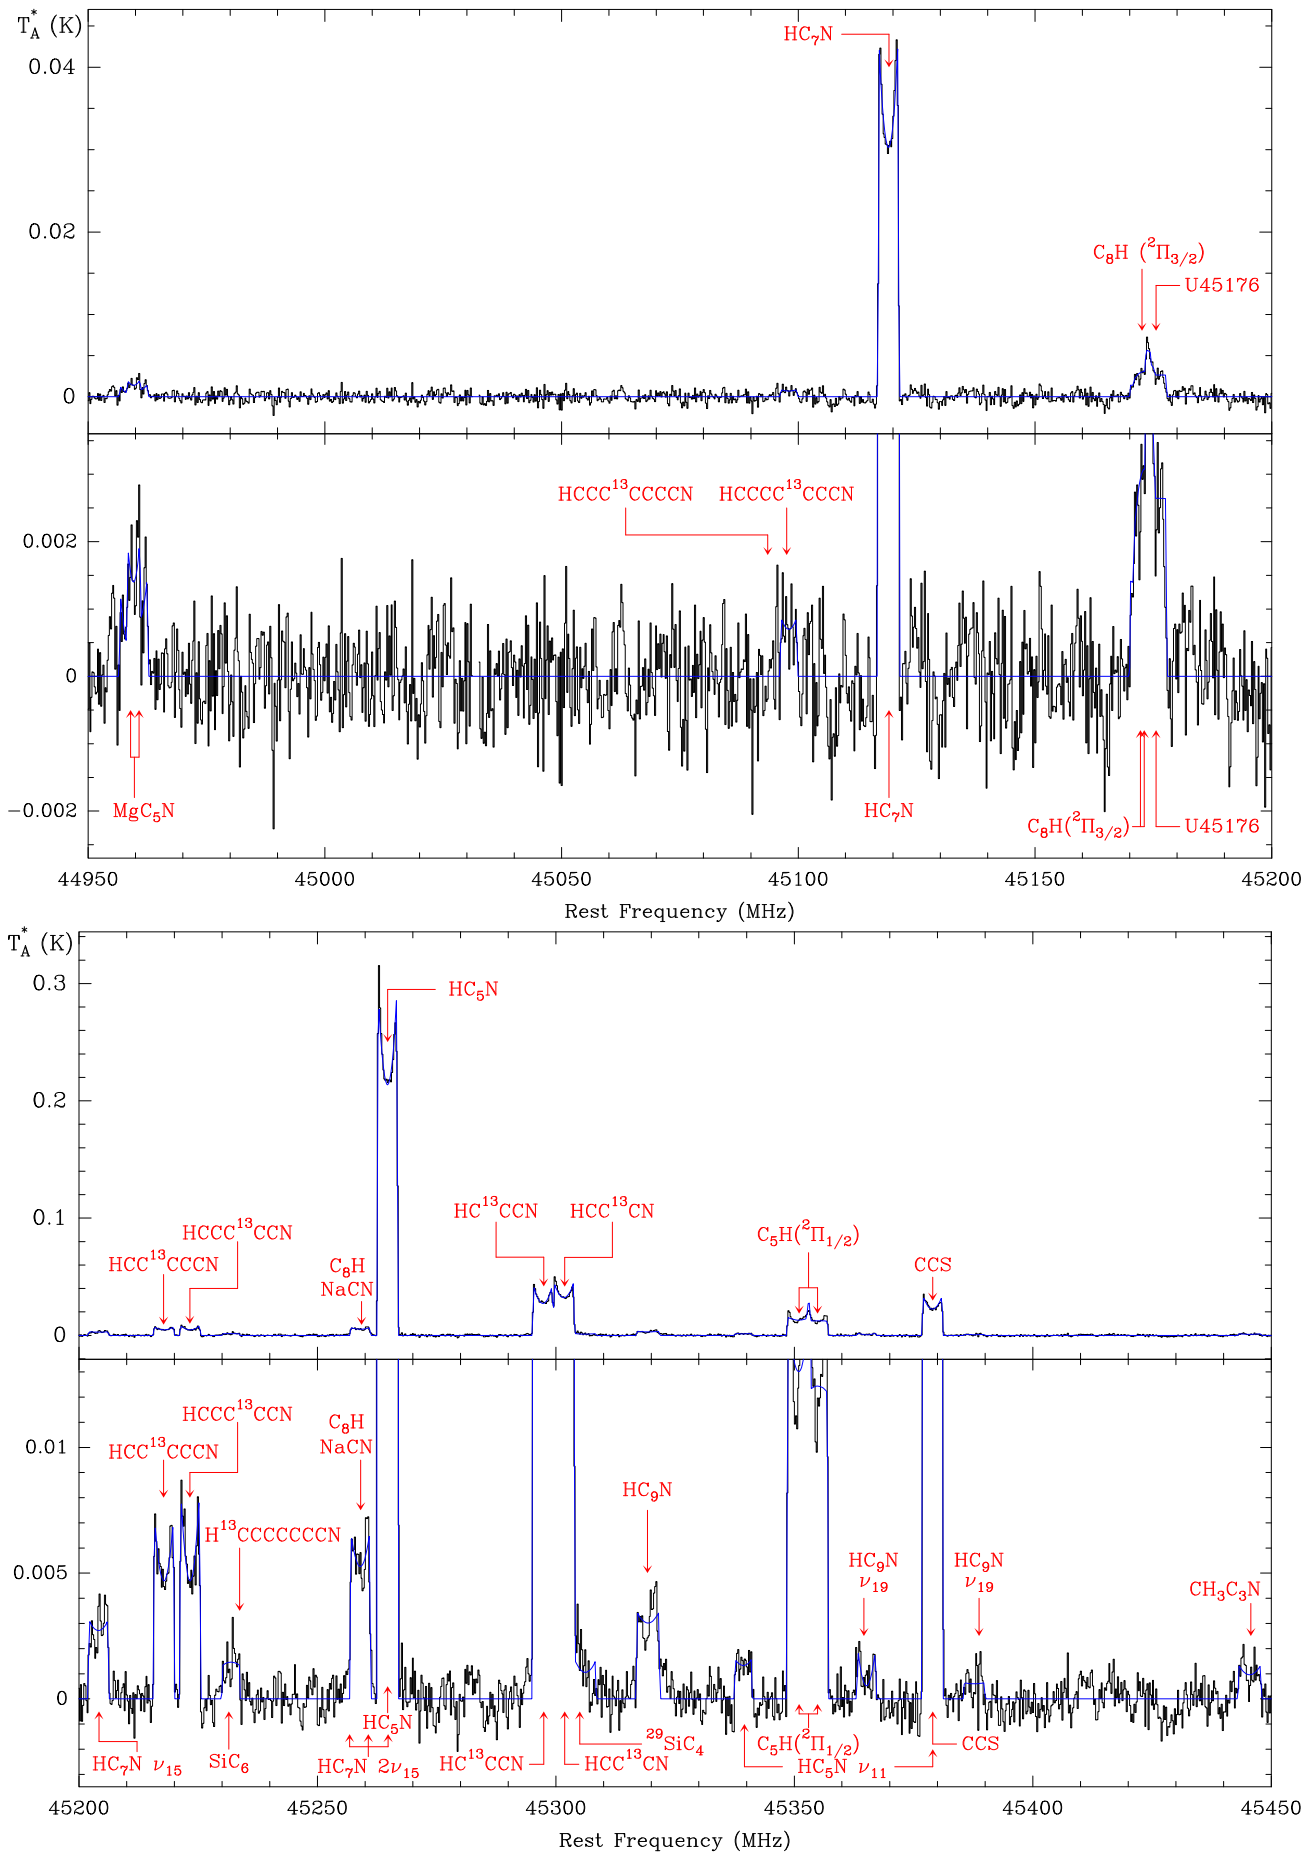 T*A (K)
HC7N
0.04
C8H (2Π3/2)
0.02
U45176
0
HCCC13CCCCN HCCCC13CCCN
0.002
0
−0.002
MgC5N
HC7N
C8H(2Π3/2)
U45176
44950 45000 45050 45100 45150 45200
Rest Frequency (MHz)
T*A (K)
0.3
HC5N
0.2
0.1
HC13CCN HCC13CN
HCCC13CCN
C5H(2Π1/2)
HCC13CCCN
C8H
NaCN
CCS
0
HCCC13CCN
C8H
HCC13CCCN
NaCN
0.01
HC9N
H13CCCCCCCN
HC9N
ν19
HC9N
ν19
0.005
CH3C3N
0
HC5N
29SiC4
C5H(2Π1/2)
CCS
HC7N ν15
SiC6
HC7N 2ν15
HC13CCN
HCC13CN
HC5N ν11
45200 45250 45300 45350 45400 45450
Rest Frequency (MHz)